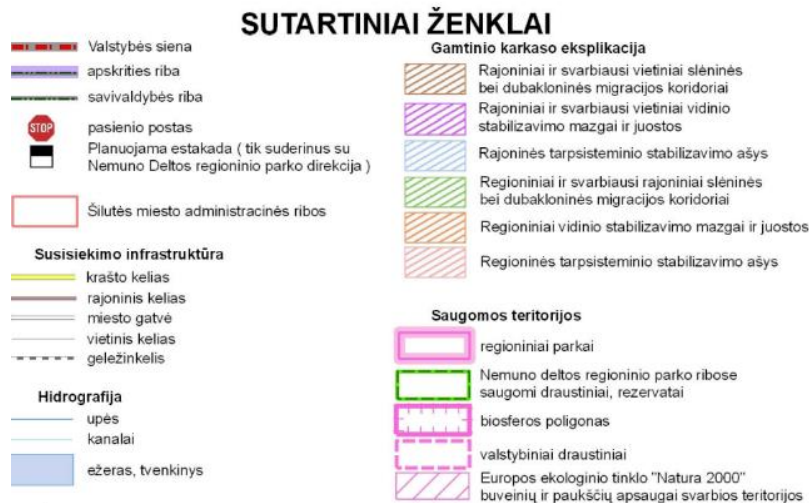 SUTARTINIAI ŽENKLAI
Valstybės siena
apskrities riba
savivaldybės riba
STOP
pasienio postas
Planuojama estakada ( tik suderinus su
Nemuno Deltos regioninio parko direkcija )
Šilutės miesto administracinės ribos
Susisiekimo infrastruktūra
krašto kelias
rajoninis kelias
miesto gatvė
vietinis kelias
geležinkelis
Hidrografija
upės
kanalai
ežeras, tvenkinys
Gamtinio karkaso eksplikacija
Rajoniniai ir svarbiausi vietiniai slėninės
bei dubakloninės migracijos koridoriai
Rajoniniai ir svarbiausi vietiniai vidinio
stabilizavimo mazgai ir juostos
Rajoninės tarpsisteminio stabilizavimo ašys
Regioniniai ir svarbiausi rajoniniai slėninės
bei dubakloninės migracijos koridoriai
Regioniniai vidinio stabilizavimo mazgai ir juostos
Regioninės tarpsisteminio stabilizavimo ašys
Saugomos teritorijos
regioniniai parkai
Nemuno deltos regioninio parko ribose
saugomi draustiniai, rezervatai
biosferos poligonas
valstybiniai draustiniai
Europos ekologinio tinklo "Natura 2000"
buveinių ir paukščių apsaugai svarbios teritorijos